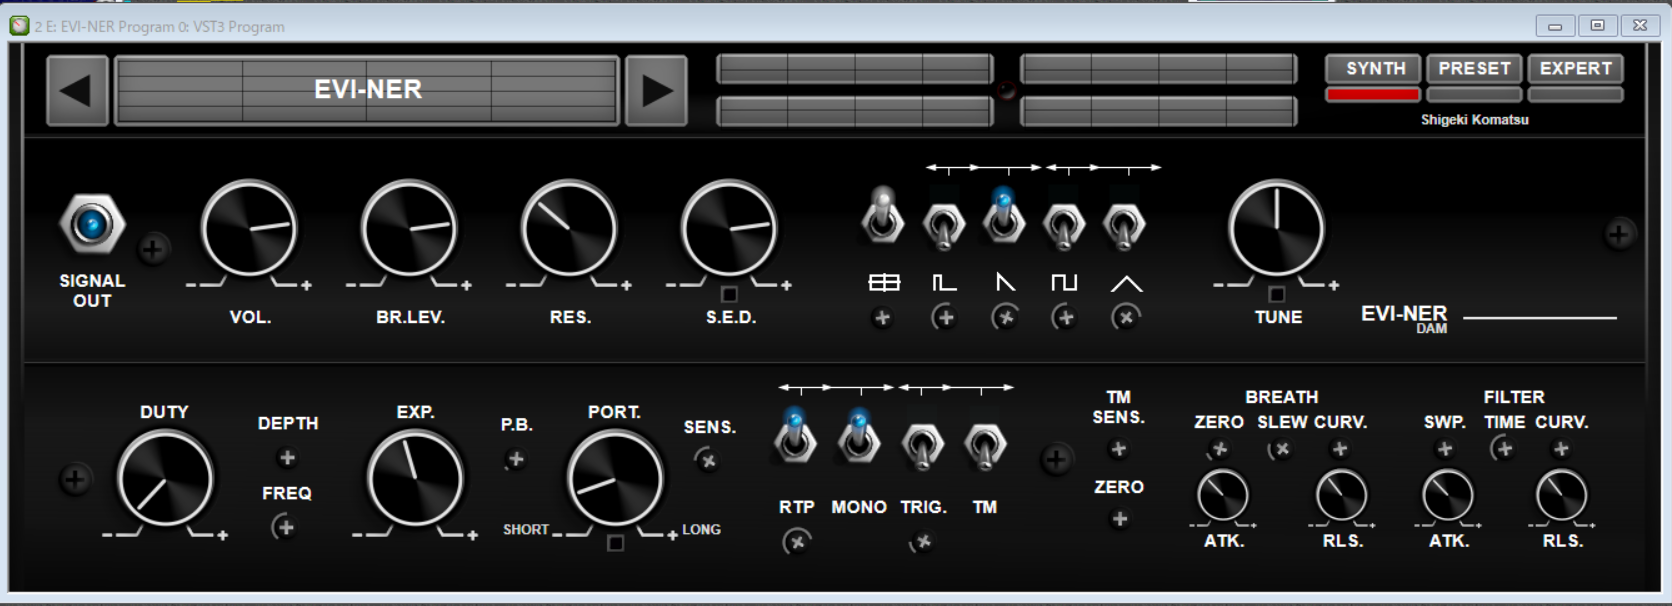 2 E: EVI-NER Program 0: VST3 Program
EVI-NER
SYNTH PRESET EXPERT
Shigeki Komatsu
SIGNAL
OUT
VOL. BR.LEV. RES. S.E.D. TUNE
EVI-NER
DAM
DUTY
DEPTH
FREQ
EXP.
P.B.
PORT.
SHORT LONG
SENS.
RTP MONO TRIG. TM
TM
SENS.
ZERO
BREATH
ZERO SLEW CURV.
ATK. RLS.
FILTER
SWP. TIME CURV.
ATK. RLS.